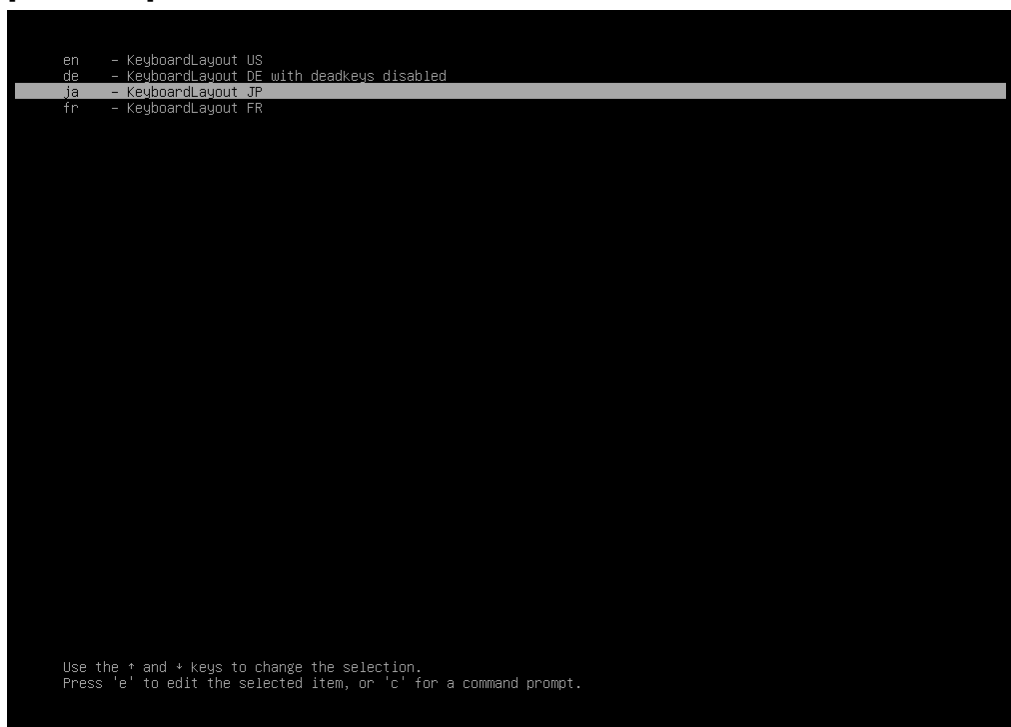 en - KeyboardLayout US
de - KeyboardLayout DE with deadkeys disabled
ja - KeyboardLayout JP
fr - KeyboardLayout FR
Use the ↑ and ↓ keys to change the selection.
Press 'e' to edit the selected item, or 'c' for a command prompt.